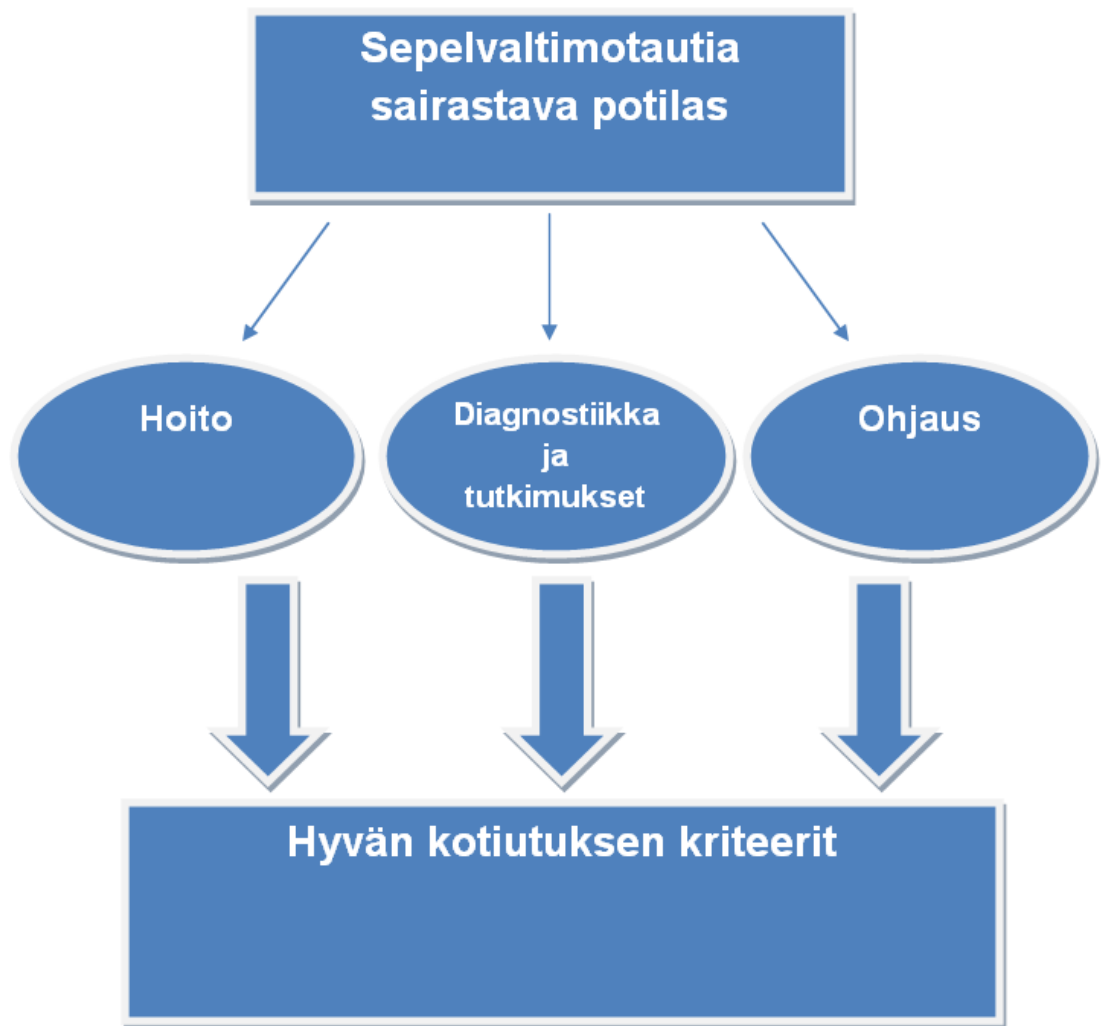 Sepelvaltimotautia
sairastava potilas
Hoito
Diagnostiikka
ja
tutkimukset
Ohjaus
Hyvän kotiutuksen kriteerit